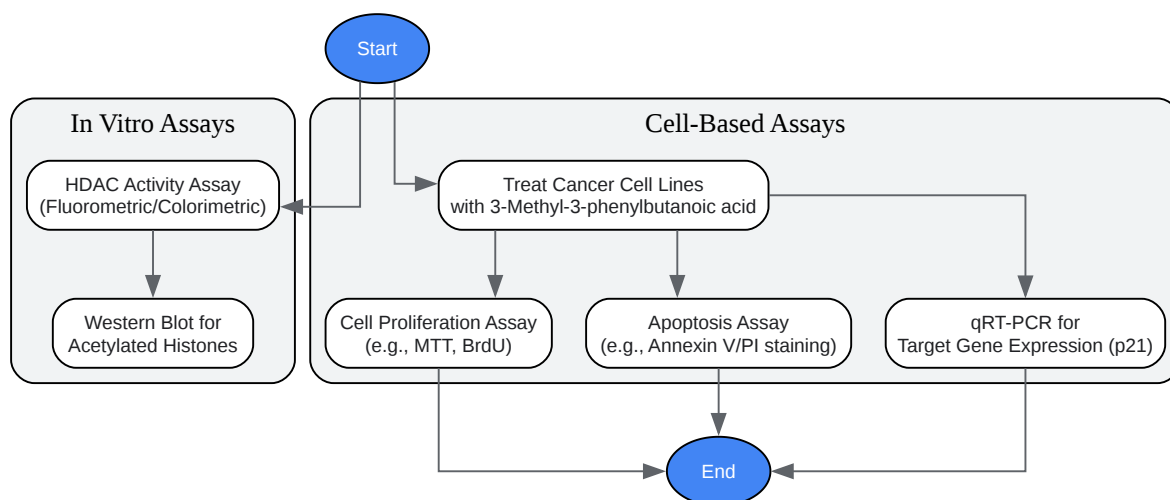 Start
In Vitro Assays
Cell-Based Assays
HDAC Activity Assay
(Fluorometric/Colorimetric)
Treat Cancer Cell Lines
with 3-Methyl-3-phenylbutanoic acid
Western Blot for
Acetylated Histones
Cell Proliferation Assay
(e.g., MTT, BrdU)
Apoptosis Assay
(e.g., Annexin V/PI staining)
qRT-PCR for
Target Gene Expression (p21)
End